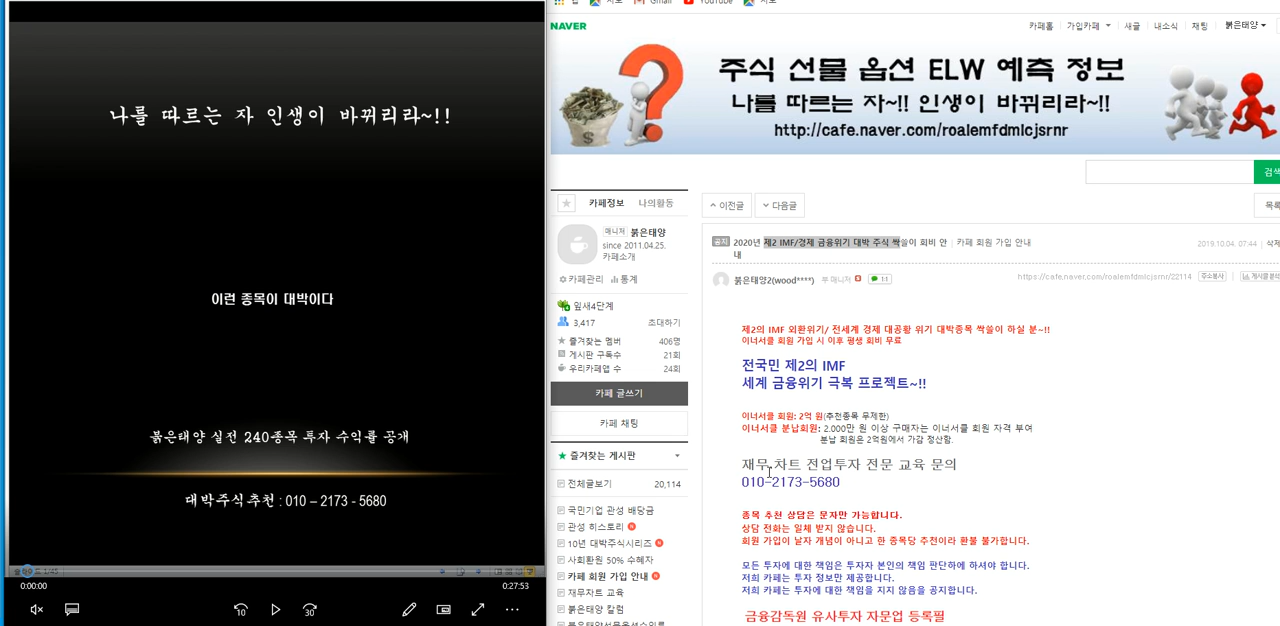 나를 따르는 자 인생이 바뀌리라~!!
이런 종목이 대박이다
붉은태양 실전 240종목 투자 수익률 공개
대박주식추천 : 010 – 2173 - 5680
0:00:00
0:27:53
10
30
Gmail
YouTube
NAVER
카페홈
가입카페
새글
내소식
채팅
붉은태양
주식 선물 옵션 ELW 예측 정보
나를 따르는 자~!! 인생이 바뀌리라~!!
http://cafe.naver.com/roalemfdmlcjsrnr
검색
카페정보
나의활동
매니저 붉은태양
since 2011.04.25.
카페소개
카페관리
통계
잎새4단계
3,417
초대하기
즐겨찾는 멤버 406명
게시판 구독수 21회
우리카페앱 수 24회
카페 글쓰기
카페 채팅
즐겨찾는 게시판
전체글보기 20,114
국민기업 관성 배당금
관성 히스토리
10년 대박주식시리즈
사회환원 50% 수혜자
카페 회원 가입 안내
재무차트 교육
붉은태양 칼럼
이전글
다음글
목록
공지 2020년 제2 IMF/경제 금융위기 대박 주식 싹쓸이 회비 안내 | 카페 회원 가입 안내
2019.10.04. 07:44
삭제
붉은태양2(wood****) 부매니저
1:1
https://cafe.naver.com/roalemfdmlcjsrnr/22114
주소복사
제2의 IMF 외환위기/ 전세계 경제 대공황 위기 대박종목 싹쓸이 하실 분~!!
이너서클 회원 가입 시 이후 평생 회비 무료
전국민 제2의 IMF
세계 금융위기 극복 프로젝트~!!
이너서클 회원: 2억 원(추천종목 무제한)
이너서클 분납회원: 2.000만 원 이상 구매자는 이너서클 회원 자격 부여
분납 회원은 2억원에서 가감 정산함.
재무.차트 전업투자 전문 교육 문의
010-2173-5680
종목 추천 상담은 문자만 가능합니다.
상담 전화는 일체 받지 않습니다.
회원 가입이 날자 개념이 아니고 한 종목당 추천이라 환불 불가합니다.
모든 투자에 대한 책임은 투자자 본인의 책임 판단하에 하셔야 합니다.
저희 카페는 투자 정보만 제공합니다.
저희 카페는 투자에 대한 책임을 지지 않음을 공지합니다.
금융감독원 유사투자 자문업 등록필